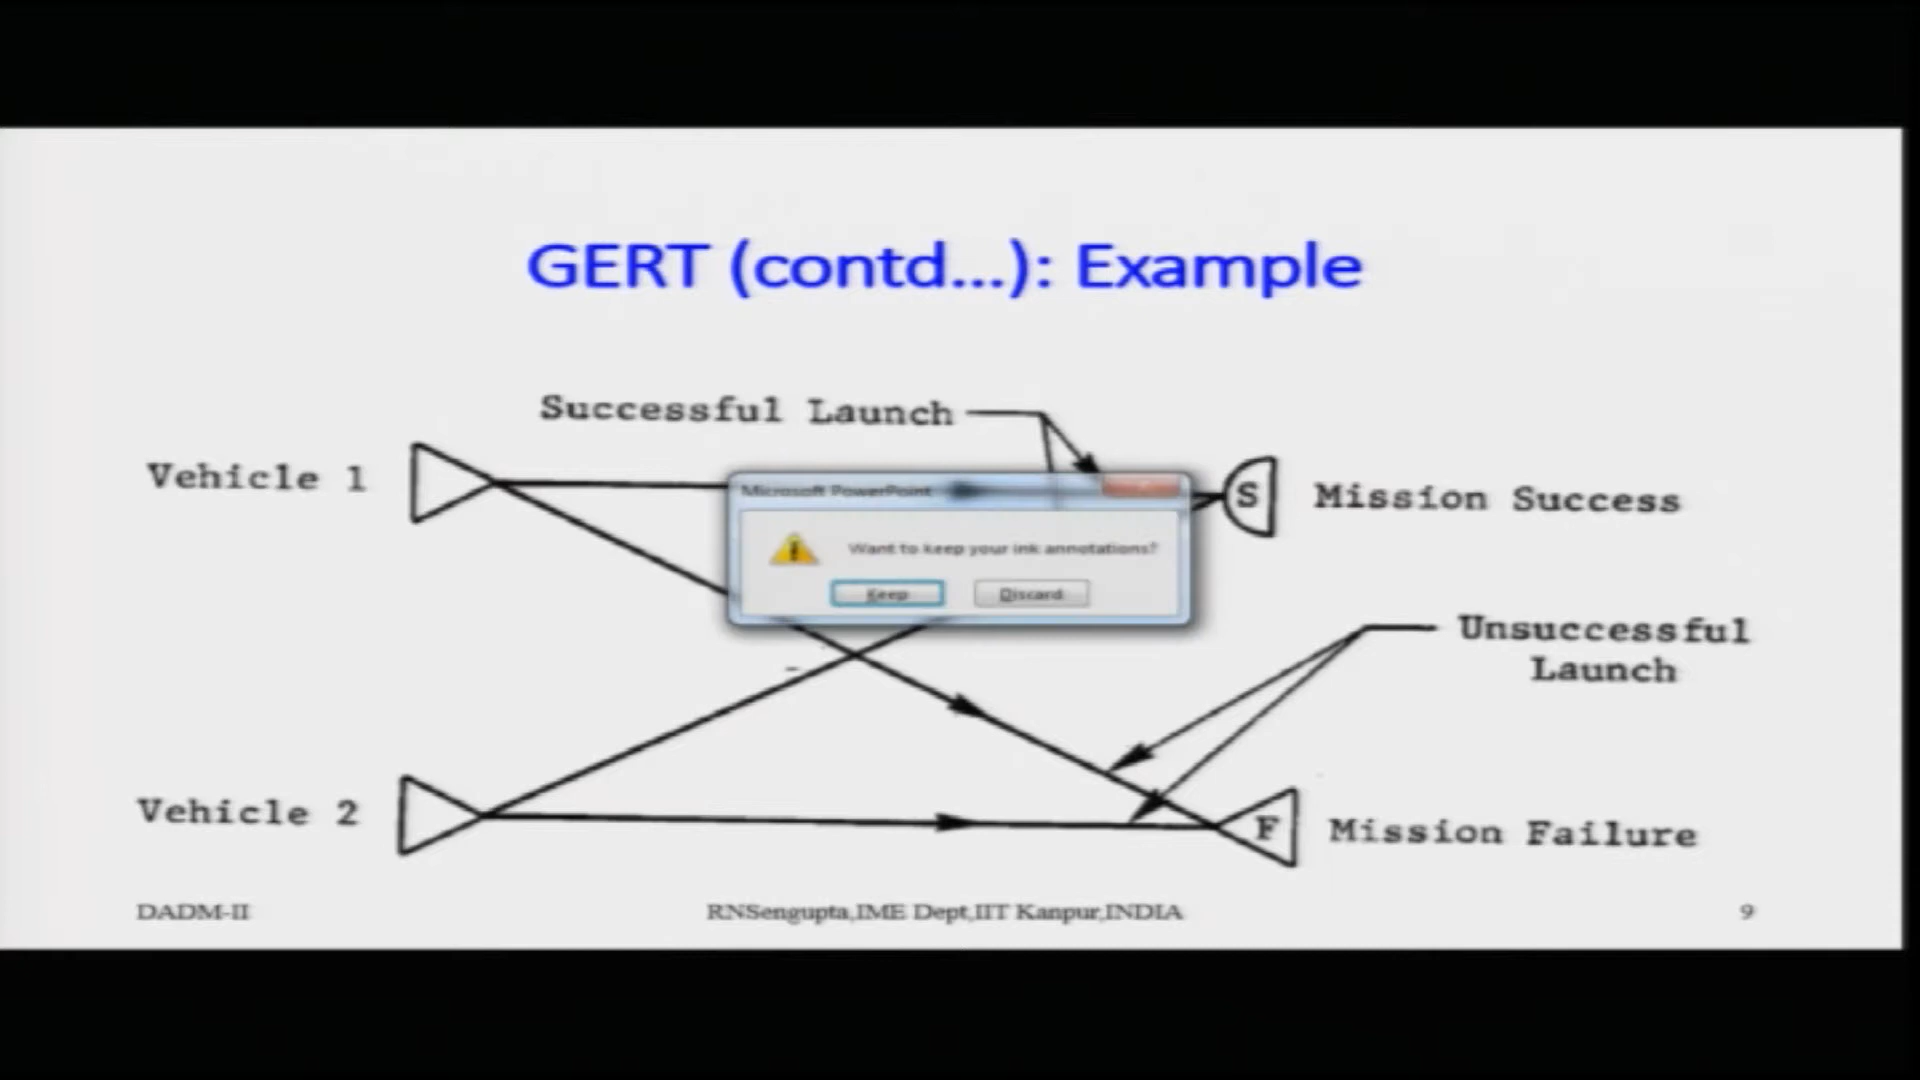 GERT (contd...): Example
Successful Launch
Vehicle 1
Microsoft PowerPoint
S
Mission Success
Want to keep your ink annotations?
Keep
Discard
Unsuccessful
Launch
Vehicle 2
F
Mission Failure
DADM-II
RNSengupta,IME Dept,IIT Kanpur,INDIA
9